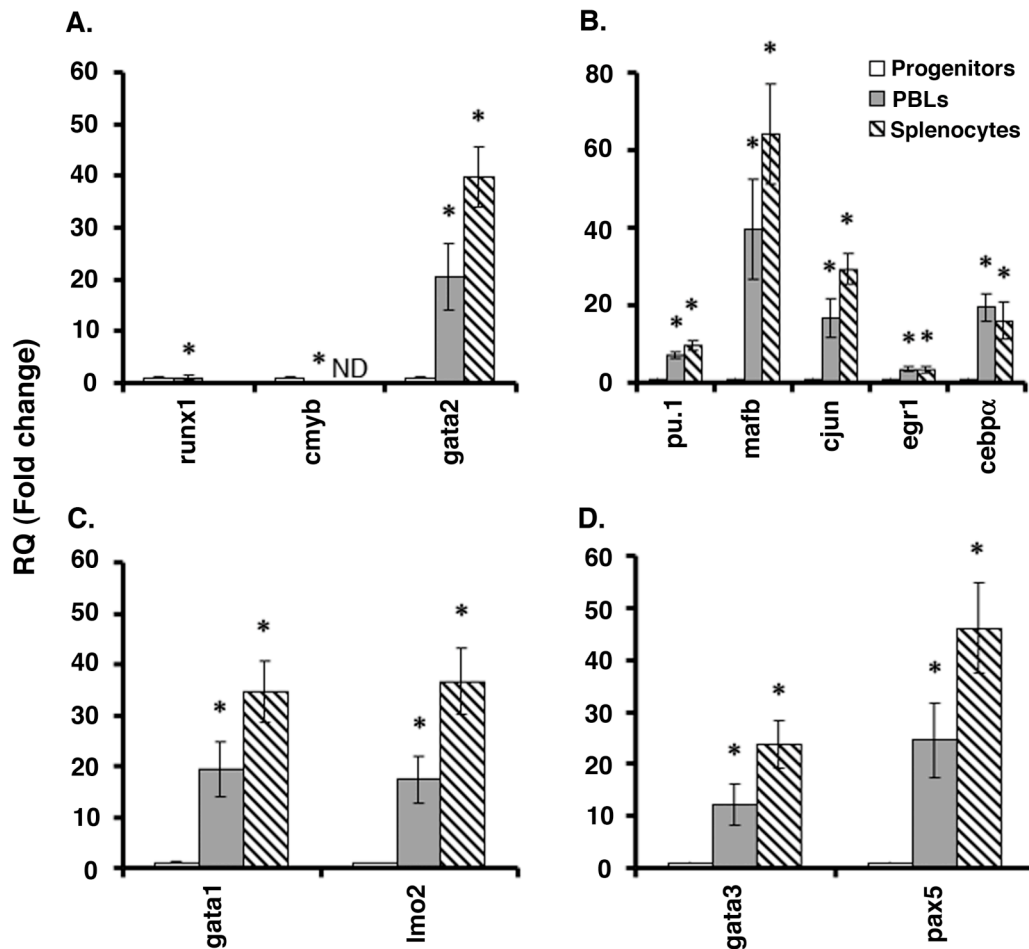 RQ (Fold change)
A.
60
50
40
30
20
10
0
*
*
ND
*
*
runx1
cmyb
gata2
B.
80
60
40
20
0
*
*
*
*
*
*
*
*
*
*
pu.1
mafb
cjun
egr1
cebpα
Progenitors
PBLs
Splenocytes
C.
60
50
40
30
20
10
0
*
*
*
*
gata1
lmo2
D.
60
50
40
30
20
10
0
*
*
*
*
gata3
pax5